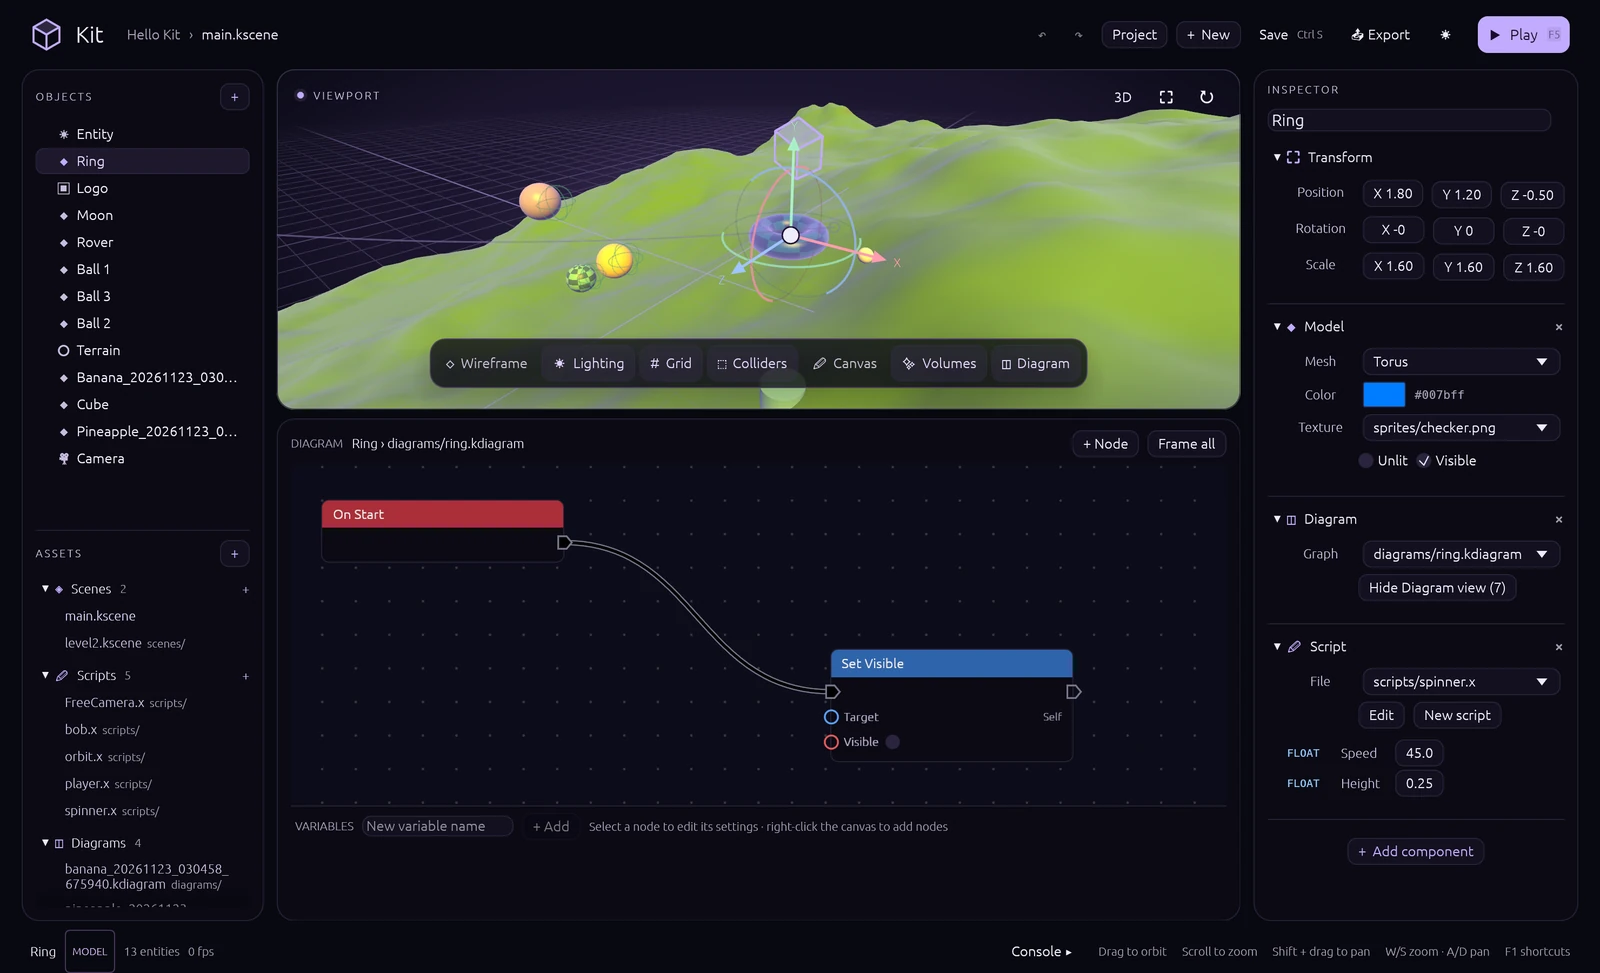 Kit
Hello Kit › main.kscene
Project
+ New
Save Ctrl S
Export
Play F5
OBJECTS
+
Entity
Ring
Logo
Moon
Rover
Ball 1
Ball 3
Ball 2
Terrain
Banana_20261123_030...
Cube
Pineapple_20261123_0...
Camera
ASSETS
+
Scenes 2 +
main.kscene
level2.kscene scenes/
Scripts 5 +
FreeCamera.x scripts/
bob.x scripts/
orbit.x scripts/
player.x scripts/
spinner.x scripts/
Diagrams 4
banana_20261123_030458_
675940.kdiagram diagrams/
VIEWPORT
3D
X
Z
Wireframe
Lighting
# Grid
Colliders
Canvas
Volumes
Diagram
DIAGRAM Ring › diagrams/ring.kdiagram
+ Node
Frame all
On Start
Set Visible
Target Self
Visible
VARIABLES New variable name + Add Select a node to edit its settings · right-click the canvas to add nodes
INSPECTOR
Ring
Transform
Position X 1.80 Y 1.20 Z -0.50
Rotation X -0 Y 0 Z -0
Scale X 1.60 Y 1.60 Z 1.60
Model ×
Mesh Torus
Color #007bff
Texture sprites/checker.png
Unlit Visible
Diagram ×
Graph diagrams/ring.kdiagram
Hide Diagram view (7)
Script ×
File scripts/spinner.x
Edit New script
FLOAT Speed 45.0
FLOAT Height 0.25
+ Add component
Ring MODEL 13 entities 0 fps
Console ▸ Drag to orbit Scroll to zoom Shift + drag to pan W/S zoom · A/D pan F1 shortcuts